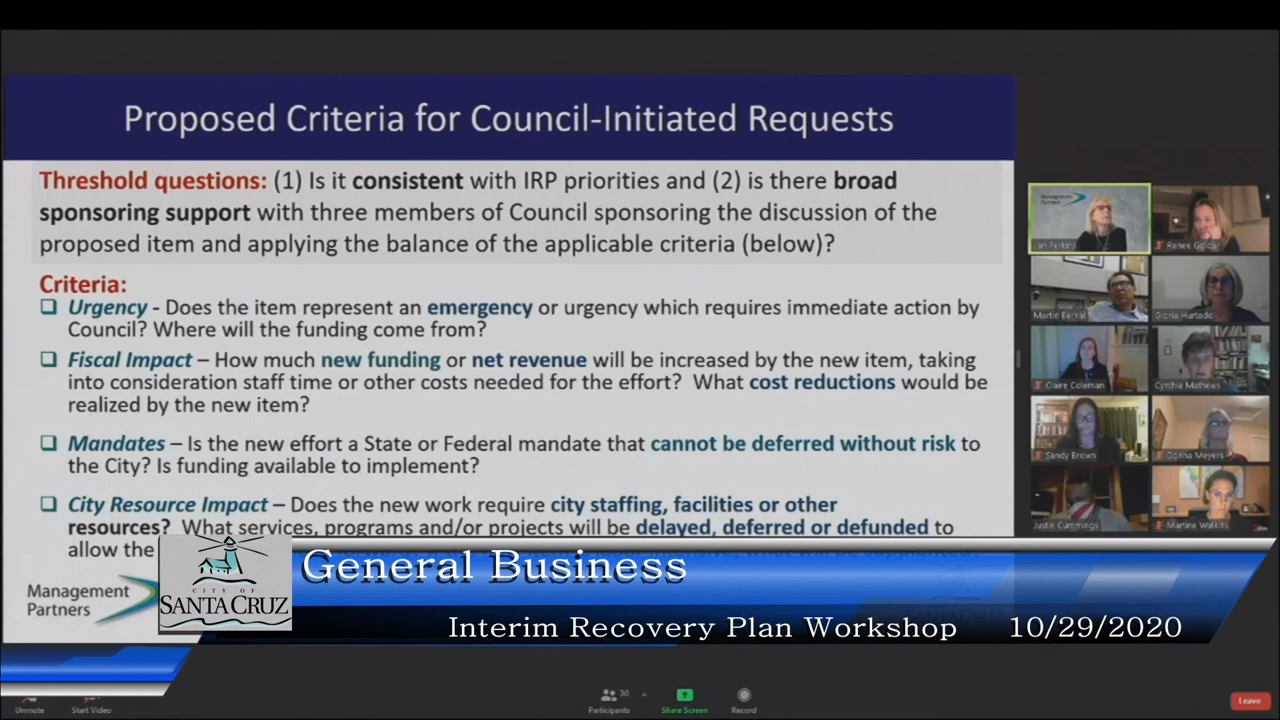 Proposed Criteria for Council-Initiated Requests
Threshold questions: (1) Is it consistent with IRP priorities and (2) is there broad
sponsoring support with three members of Council sponsoring the discussion of the
proposed item and applying the balance of the applicable criteria (below)?
Criteria:
Urgency - Does the item represent an emergency or urgency which requires immediate action by
Council? Where will the funding come from?
Fiscal Impact – How much new funding or net revenue will be increased by the new item, taking
into consideration staff time or other costs needed for the effort? What cost reductions would be
realized by the new item?
Mandates – Is the new effort a State or Federal mandate that cannot be deferred without risk to
the City? Is funding available to implement?
City Resource Impact – Does the new work require city staffing, facilities or other
resources? What services, programs and/or projects will be delayed, deferred or defunded to
allow the
Management
Partners
CITY OF
SANTA CRUZ
General Business
Interim Recovery Plan Workshop 10/29/2020
Management
Partners
Jan Perkins
Renee Golder
Martin Bernal
Gloria Hurtado
Claire Coleman
Cynthia Mathews
Sandy Brown
Donna Meyers
Justin Cummings
Martine Watkins
Unmute
Start Video
30
Participants
Share Screen
Record
Leave